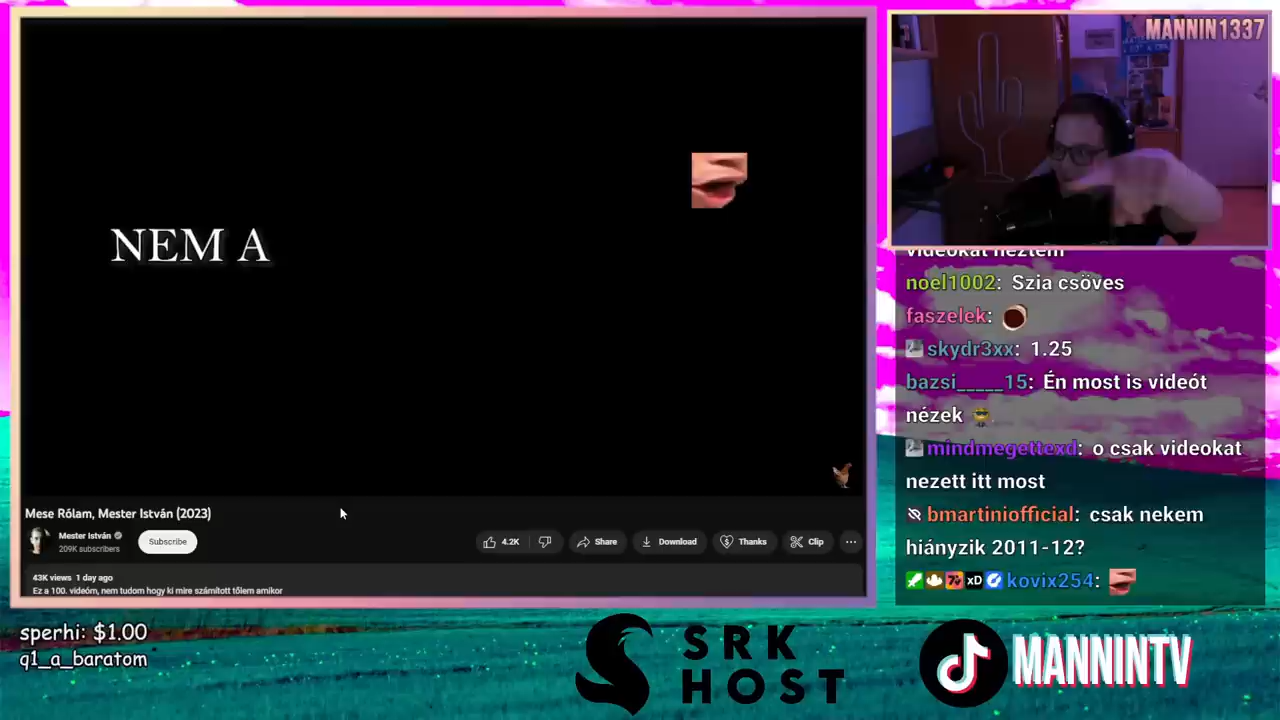 MANNIN1337
NEM A
videókat néztem
noel1002: Szia csöves
faszelek:
skydr3xx: 1.25
bazsi_____15: Én most is videót
nézek
mindmegettexd: o csak videokat
nezett itt most
bmartiniofficial: csak nekem
hiányzik 2011-12?
xD kovix254:
Mese Rólam, Mester István (2023)
Mester István
209K subscribers
Subscribe
4.2K
Share
Download
Thanks
Clip
43K views 1 day ago
Ez a 100. videóm, nem tudom hogy ki mire számított tőlem amikor
sperhi: $1.00
q1_a_baratom
SRK
HOST
MANNINTV